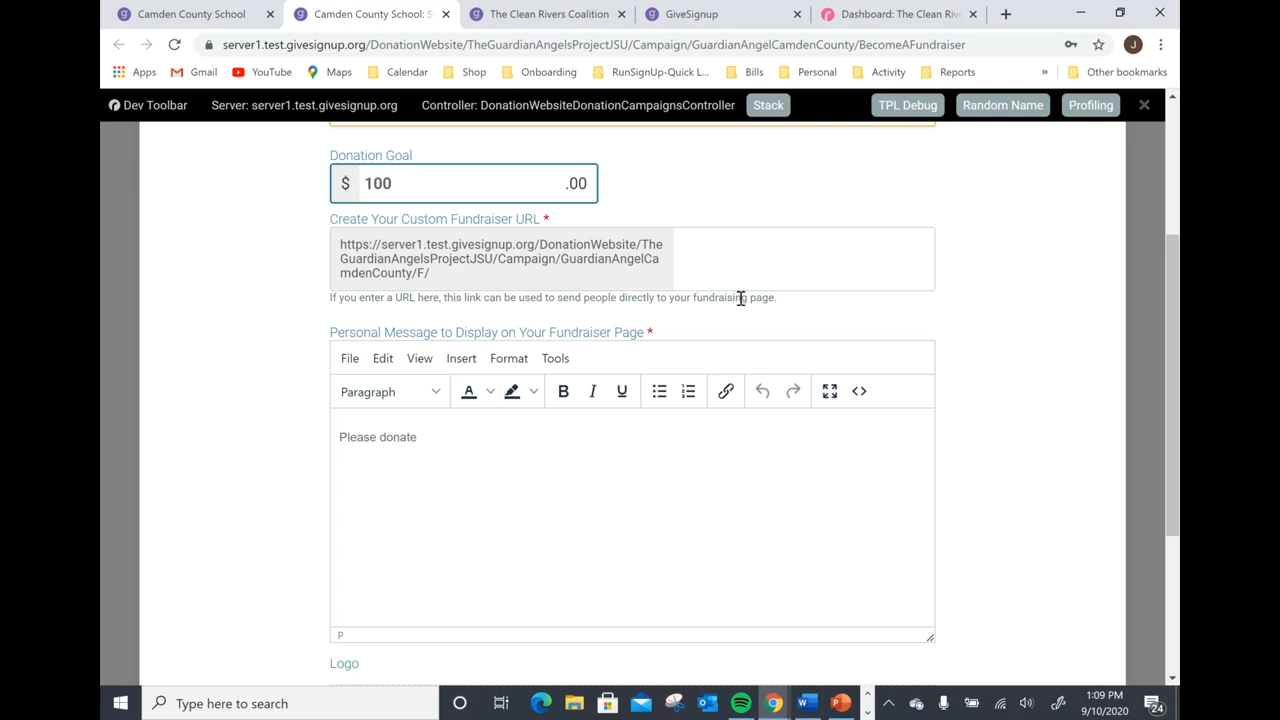 Camden County School
Camden County School: S
The Clean Rivers Coalition
GiveSignup
Dashboard: The Clean Rive
server1.test.givesignup.org/DonationWebsite/TheGuardianAngelsProjectJSU/Campaign/GuardianAngelCamdenCounty/BecomeAFundraiser
J
Apps
Gmail
YouTube
Maps
Calendar
Shop
Onboarding
RunSignUp-Quick L...
Bills
Personal
Activity
Reports
»
Other bookmarks
Dev Toolbar
Server: server1.test.givesignup.org
Controller: DonationWebsiteDonationCampaignsController
Stack
TPL Debug
Random Name
Profiling
Donation Goal
$ 100 .00
Create Your Custom Fundraiser URL *
https://server1.test.givesignup.org/DonationWebsite/The
GuardianAngelsProjectJSU/Campaign/GuardianAngelCa
mdenCounty/F/
If you enter a URL here, this link can be used to send people directly to your fundraising page.
Personal Message to Display on Your Fundraiser Page *
File Edit View Insert Format Tools
Paragraph
A
B I U
Please donate
P
Logo
Type here to search
1:09 PM
9/10/2020
24